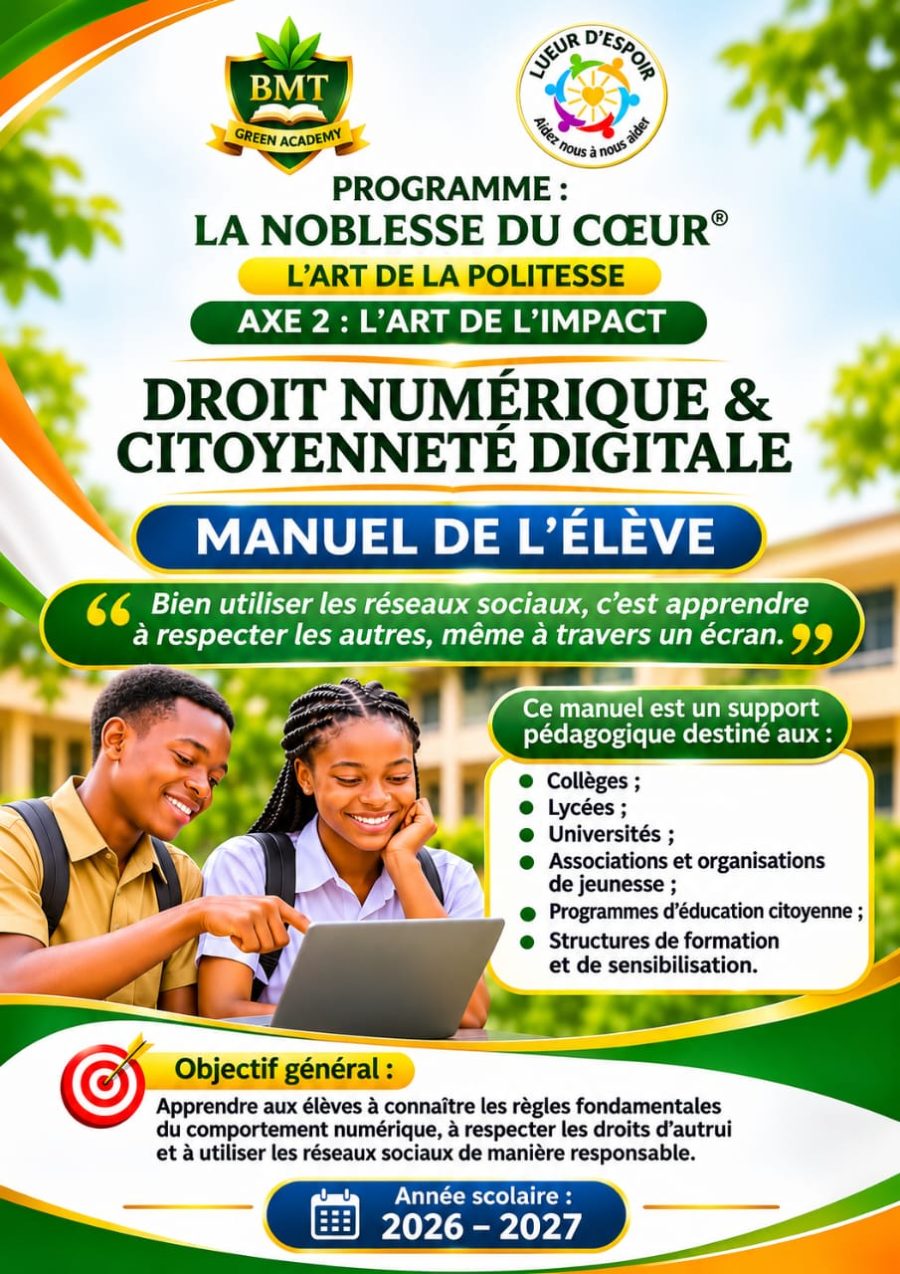 BMT
GREEN ACADEMY
LUEUR D'ESPOIR
Aidez nous à nous aider
PROGRAMME :
LA NOBLESSE DU CŒUR®
L'ART DE LA POLITESSE
AXE 2 : L'ART DE L'IMPACT
DROIT NUMÉRIQUE &
CITOYENNETÉ DIGITALE
MANUEL DE L'ÉLÈVE
“ Bien utiliser les réseaux sociaux, c'est apprendre
à respecter les autres, même à travers un écran. ”
Ce manuel est un support
pédagogique destiné aux :
• Collèges ;
• Lycées ;
• Universités ;
• Associations et organisations
de jeunesse ;
• Programmes d'éducation citoyenne ;
• Structures de formation
et de sensibilisation.
Objectif général :
Apprendre aux élèves à connaître les règles fondamentales
du comportement numérique, à respecter les droits d'autrui
et à utiliser les réseaux sociaux de manière responsable.
Année scolaire :
2026 – 2027